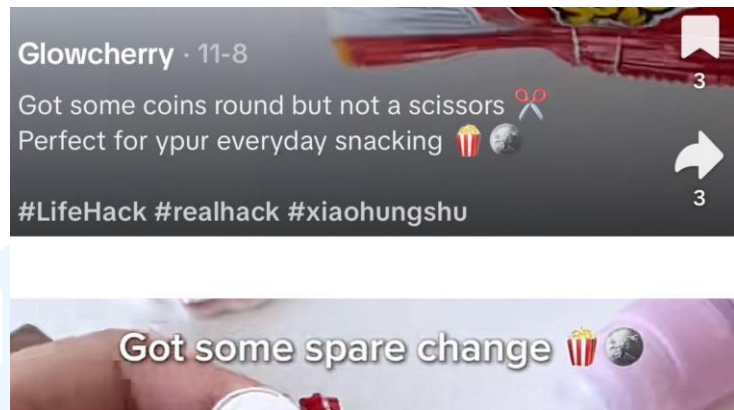 Glowcherry · 11-8
3
Got some coins round but not a scissors ✂️
Perfect for ypur everyday snacking 🍿🪙
3
#LifeHack #realhack #xiaohungshu
Got some spare change 🍿🪙